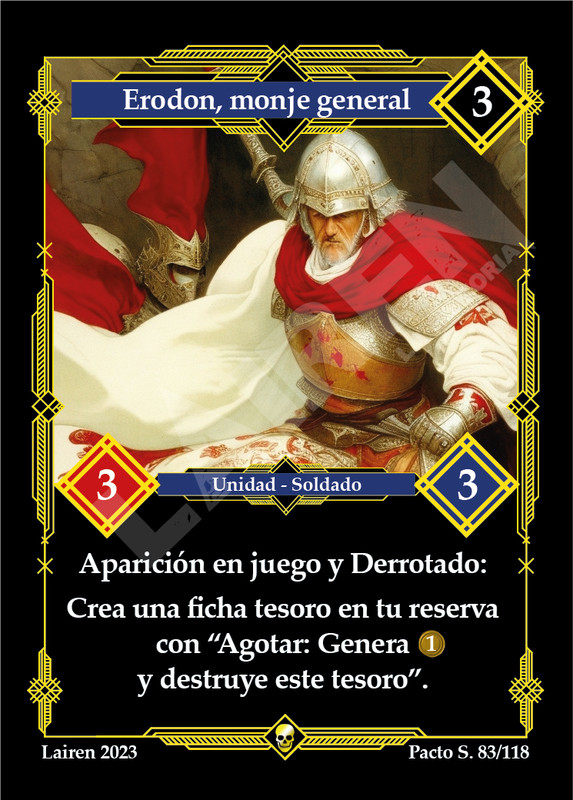 Erodon, monje general
3
3
Unidad - Soldado
3
Aparición en juego y Derrotado:
Crea una ficha tesoro en tu reserva
con “Agotar: Genera 1
y destruye este tesoro”.
Lairen 2023
Pacto S. 83/118